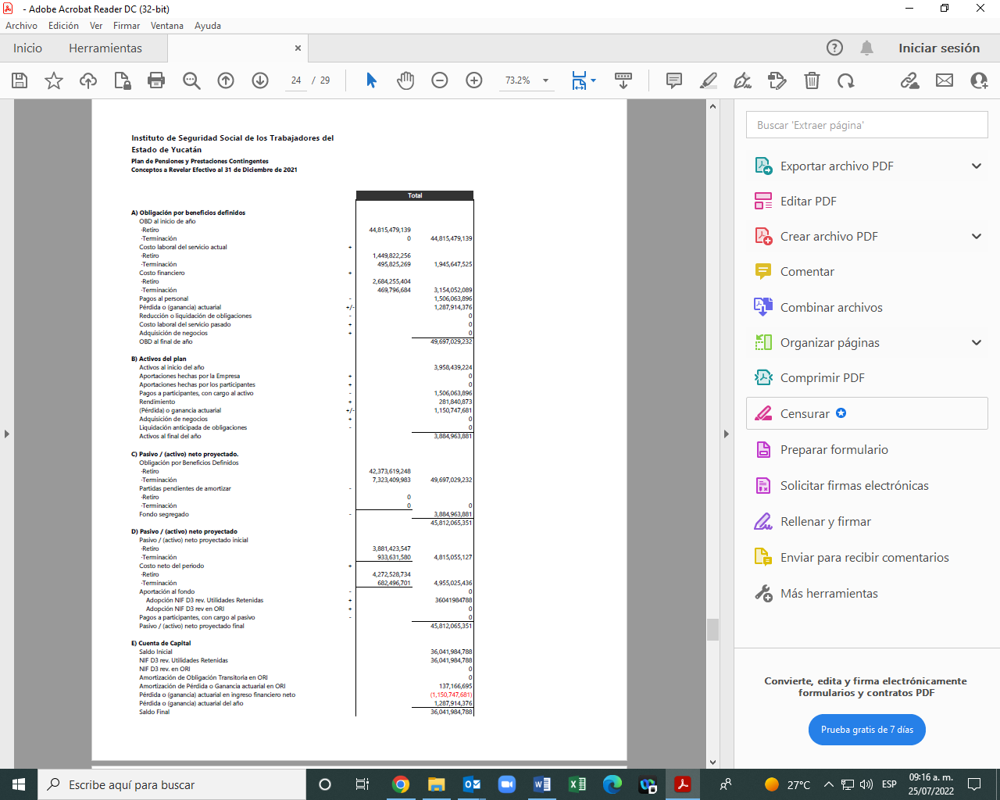 - Adobe Acrobat Reader DC (32-bit)
Archivo Edición Ver Firmar Ventana Ayuda
Inicio Herramientas ×
? Iniciar sesión
24 / 29 73.2%
Instituto de Seguridad Social de los Trabajadores del
Estado de Yucatán
Plan de Pensiones y Prestaciones Contingentes
Conceptos a Revelar Efectivo al 31 de Diciembre de 2021
Total
A) Obligación por beneficios definidos
OBD al inicio de año
·Retiro 44,815,479,139
·Terminación 0 44,815,479,139
Costo laboral del servicio actual +
·Retiro 1,449,822,256
·Terminación 495,825,269 1,945,647,525
Costo financiero +
·Retiro 2,684,255,404
·Terminación 469,796,684 3,154,052,089
Pagos al personal - 1,506,063,896
Pérdida o (ganancia) actuarial +/- 1,287,914,376
Reducción o liquidación de obligaciones - 0
Costo laboral del servicio pasado + 0
Adquisición de negocios + 0
OBD al final de año 49,697,029,232
B) Activos del plan
Activos al inicio del año 3,958,439,224
Aportaciones hechas por la Empresa + 0
Aportaciones hechas por los participantes + 0
Pagos a participantes, con cargo al activo - 1,506,063,896
Rendimiento + 281,840,873
(Pérdida) o ganancia actuarial +/- 1,150,747,681
Adquisición de negocios + 0
Liquidación anticipada de obligaciones - 0
Activos al final del año 3,884,963,881
C) Pasivo / (activo) neto proyectado.
Obligación por Beneficios Definidos
·Retiro 42,373,619,248
·Terminación 7,323,409,983 49,697,029,232
Partidas pendientes de amortizar -
·Retiro 0
·Terminación 0 0
Fondo segregado - 3,884,963,881
45,812,065,351
D) Pasivo / (activo) neto proyectado
Pasivo / (activo) neto proyectado inicial
·Retiro 3,881,423,547
·Terminación 933,631,580 4,815,055,127
Costo neto del periodo +
·Retiro 4,272,528,734
·Terminación 682,496,701 4,955,025,436
Aportación al fondo - 0
Adopción NIF D3 rev. Utilidades Retenidas + 36041984788
Adopción NIF D3 rev en ORI + 0
Pagos a participantes, con cargo al pasivo - 0
Pasivo / (activo) neto proyectado final 45,812,065,351
E) Cuenta de Capital
Saldo Inicial 36,041,984,788
NIF D3 rev. Utilidades Retenidas 36,041,984,788
NIF D3 rev. en ORI 0
Amortización de Obligación Transitoria en ORI 0
Amortización de Pérdida o Ganancia actuarial en ORI 137,166,695
Pérdida o (ganancia) actuarial en ingreso financiero neto (1,150,747,681)
Pérdida o (ganancia) actuarial del año 1,287,914,376
Saldo Final 36,041,984,788
Buscar 'Extraer página'
Exportar archivo PDF
Editar PDF
Crear archivo PDF
Comentar
Combinar archivos
Organizar páginas
Comprimir PDF
Censurar
Preparar formulario
Solicitar firmas electrónicas
Rellenar y firmar
Enviar para recibir comentarios
Más herramientas
Convierte, edita y firma electrónicamente
formularios y contratos PDF
Prueba gratis de 7 días
Escribe aquí para buscar
27°C ESP
09:16 a. m.
25/07/2022